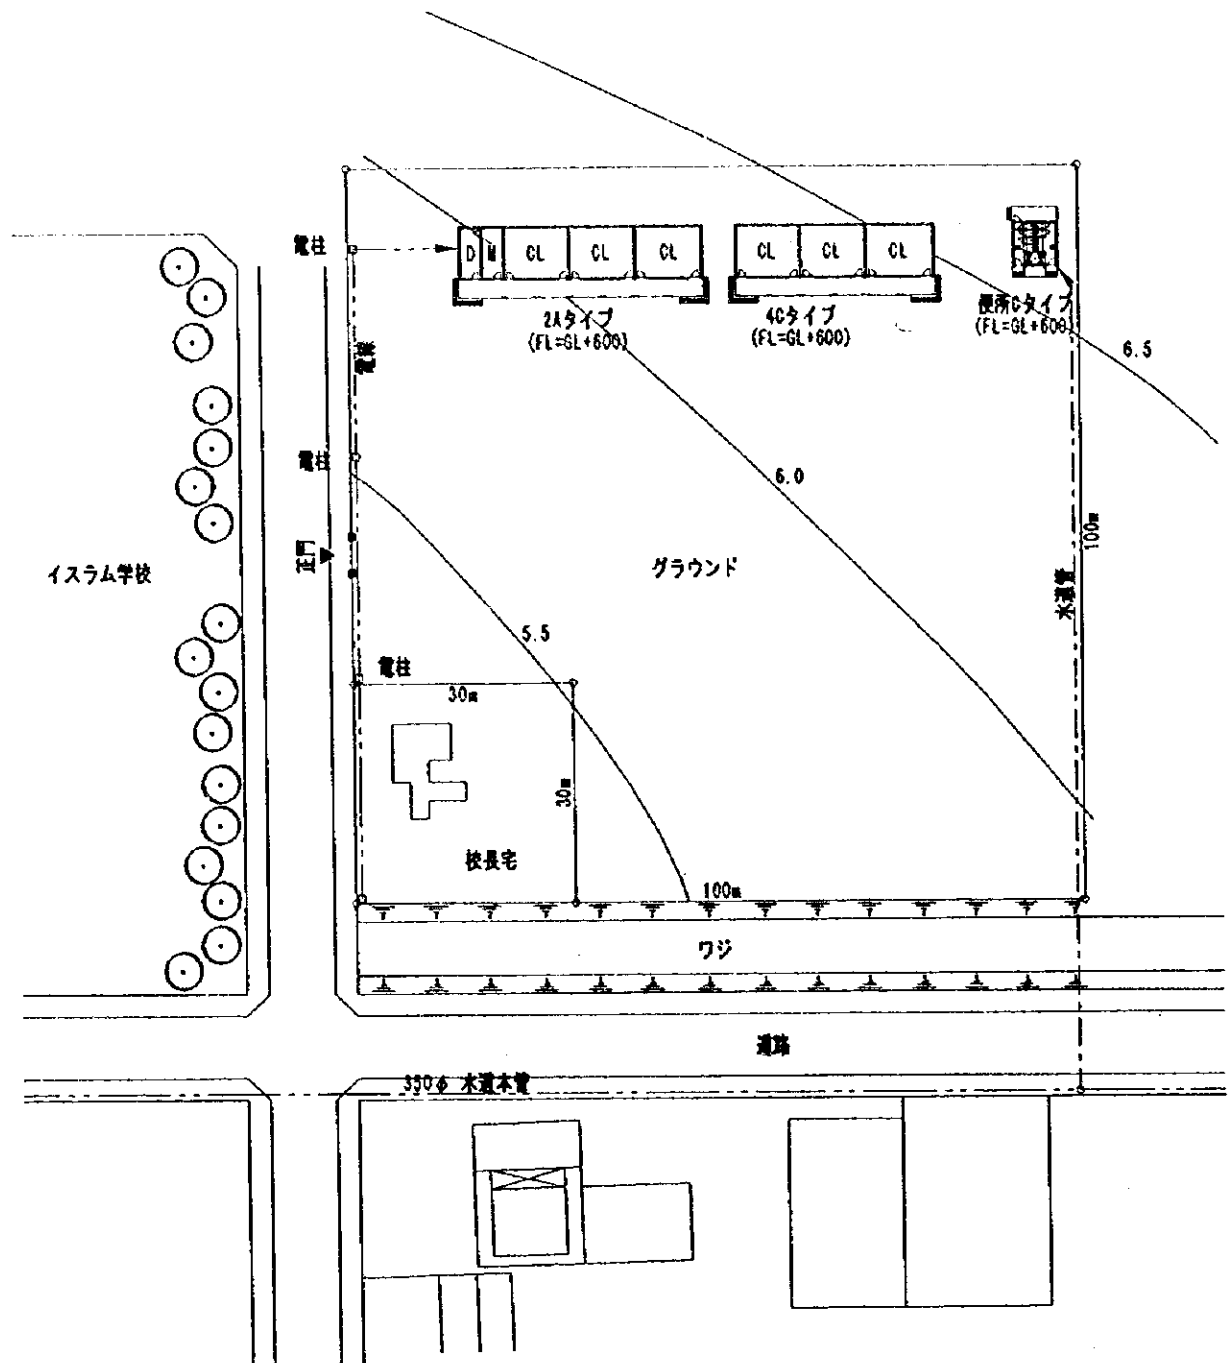 電柱
D
M
CL
CL
CL
CL
CL
CL
2Aタイプ
(FL=GL+600)
4Cタイプ
(FL=GL+600)
便所Cタイプ
(FL=GL+600)
6.5
電線
電柱
6.0
正門
イスラム学校
グラウンド
100m
水道管
5.5
電柱
30m
30m
校長宅
100m
ワジ
道路
350φ 水道本管